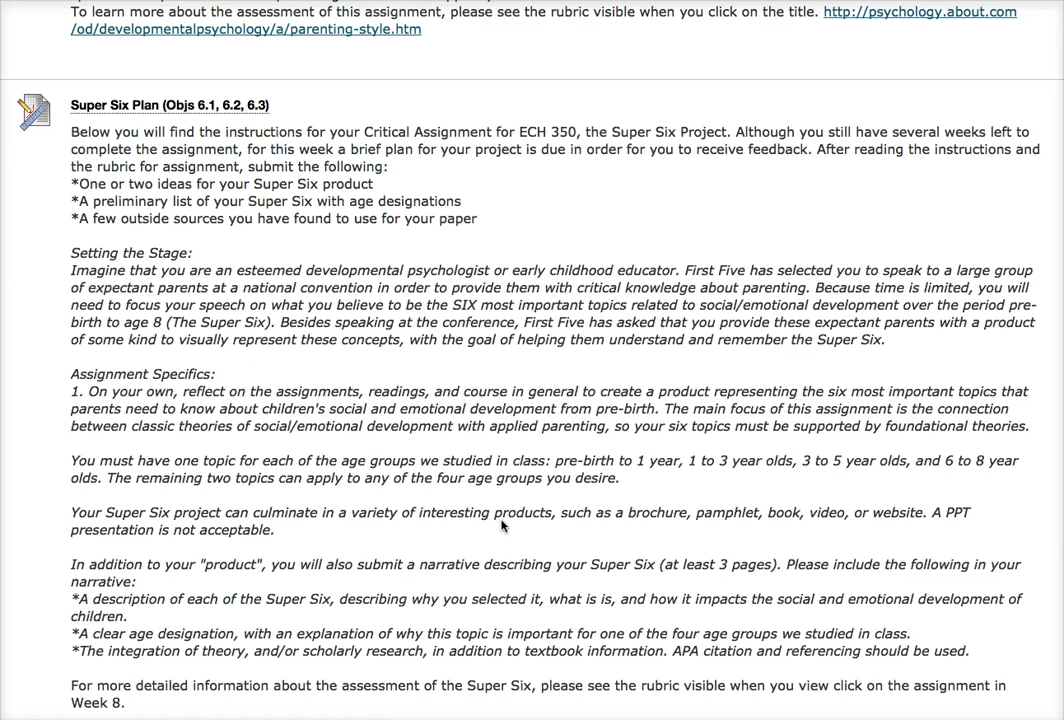 To learn more about the assessment of this assignment, please see the rubric visible when you click on the title. http://psychology.about.com
/od/developmentalpsychology/a/parenting-style.htm
Super Six Plan (Objs 6.1, 6.2, 6.3)
Below you will find the instructions for your Critical Assignment for ECH 350, the Super Six Project. Although you still have several weeks left to
complete the assignment, for this week a brief plan for your project is due in order for you to receive feedback. After reading the instructions and
the rubric for assignment, submit the following:
*One or two ideas for your Super Six product
*A preliminary list of your Super Six with age designations
*A few outside sources you have found to use for your paper
Setting the Stage:
Imagine that you are an esteemed developmental psychologist or early childhood educator. First Five has selected you to speak to a large group
of expectant parents at a national convention in order to provide them with critical knowledge about parenting. Because time is limited, you will
need to focus your speech on what you believe to be the SIX most important topics related to social/emotional development over the period pre-
birth to age 8 (The Super Six). Besides speaking at the conference, First Five has asked that you provide these expectant parents with a product
of some kind to visually represent these concepts, with the goal of helping them understand and remember the Super Six.
Assignment Specifics:
1. On your own, reflect on the assignments, readings, and course in general to create a product representing the six most important topics that
parents need to know about children's social and emotional development from pre-birth. The main focus of this assignment is the connection
between classic theories of social/emotional development with applied parenting, so your six topics must be supported by foundational theories.
You must have one topic for each of the age groups we studied in class: pre-birth to 1 year, 1 to 3 year olds, 3 to 5 year olds, and 6 to 8 year
olds. The remaining two topics can apply to any of the four age groups you desire.
Your Super Six project can culminate in a variety of interesting products, such as a brochure, pamphlet, book, video, or website. A PPT
presentation is not acceptable.
In addition to your "product", you will also submit a narrative describing your Super Six (at least 3 pages). Please include the following in your
narrative:
*A description of each of the Super Six, describing why you selected it, what is is, and how it impacts the social and emotional development of
children.
*A clear age designation, with an explanation of why this topic is important for one of the four age groups we studied in class.
*The integration of theory, and/or scholarly research, in addition to textbook information. APA citation and referencing should be used.
For more detailed information about the assessment of the Super Six, please see the rubric visible when you view click on the assignment in
Week 8.